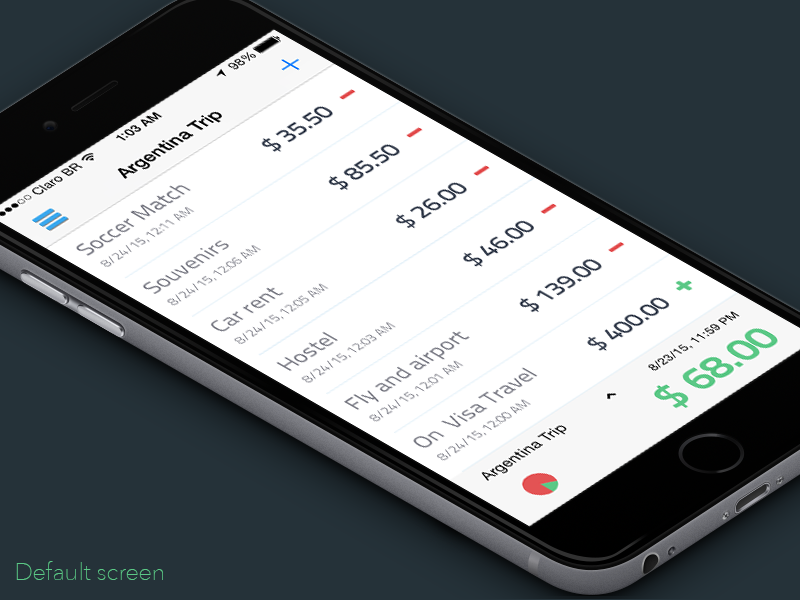 Claro BR 1:03 AM 98%
Argentina Trip
Soccer Match $ 35.50
8/24/15, 12:11 AM
Souvenirs $ 85.50
8/24/15, 12:06 AM
Car rent $ 26.00
8/24/15, 12:05 AM
Hostel $ 46.00
8/24/15, 12:03 AM
Fly and airport $ 139.00
8/24/15, 12:01 AM
On Visa Travel $ 400.00
8/24/15, 12:00 AM
Argentina Trip 8/23/15, 11:59 PM
$ 68.00
Default screen